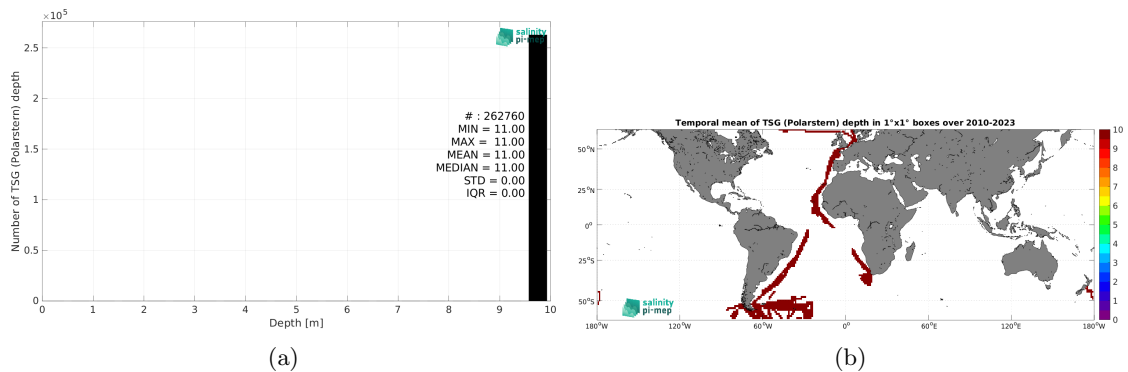 ×10⁵
2.5
2
1.5
1
0.5
0
Number of TSG (Polarstern) depth
salinity
pi-mep
# : 262760
MIN = 11.00
MAX = 11.00
MEAN = 11.00
MEDIAN = 11.00
STD = 0.00
IQR = 0.00
0 1 2 3 4 5 6 7 8 9 10
Depth [m]
(a)
Temporal mean of TSG (Polarstern) depth in 1°x1° boxes over 2010-2023
50°N
25°N
0°
25°S
50°S
salinity
pi-mep
180°W 120°W 60°W 0° 60°E 120°E 180°W
10
9
8
7
6
5
4
3
2
1
0
(b)